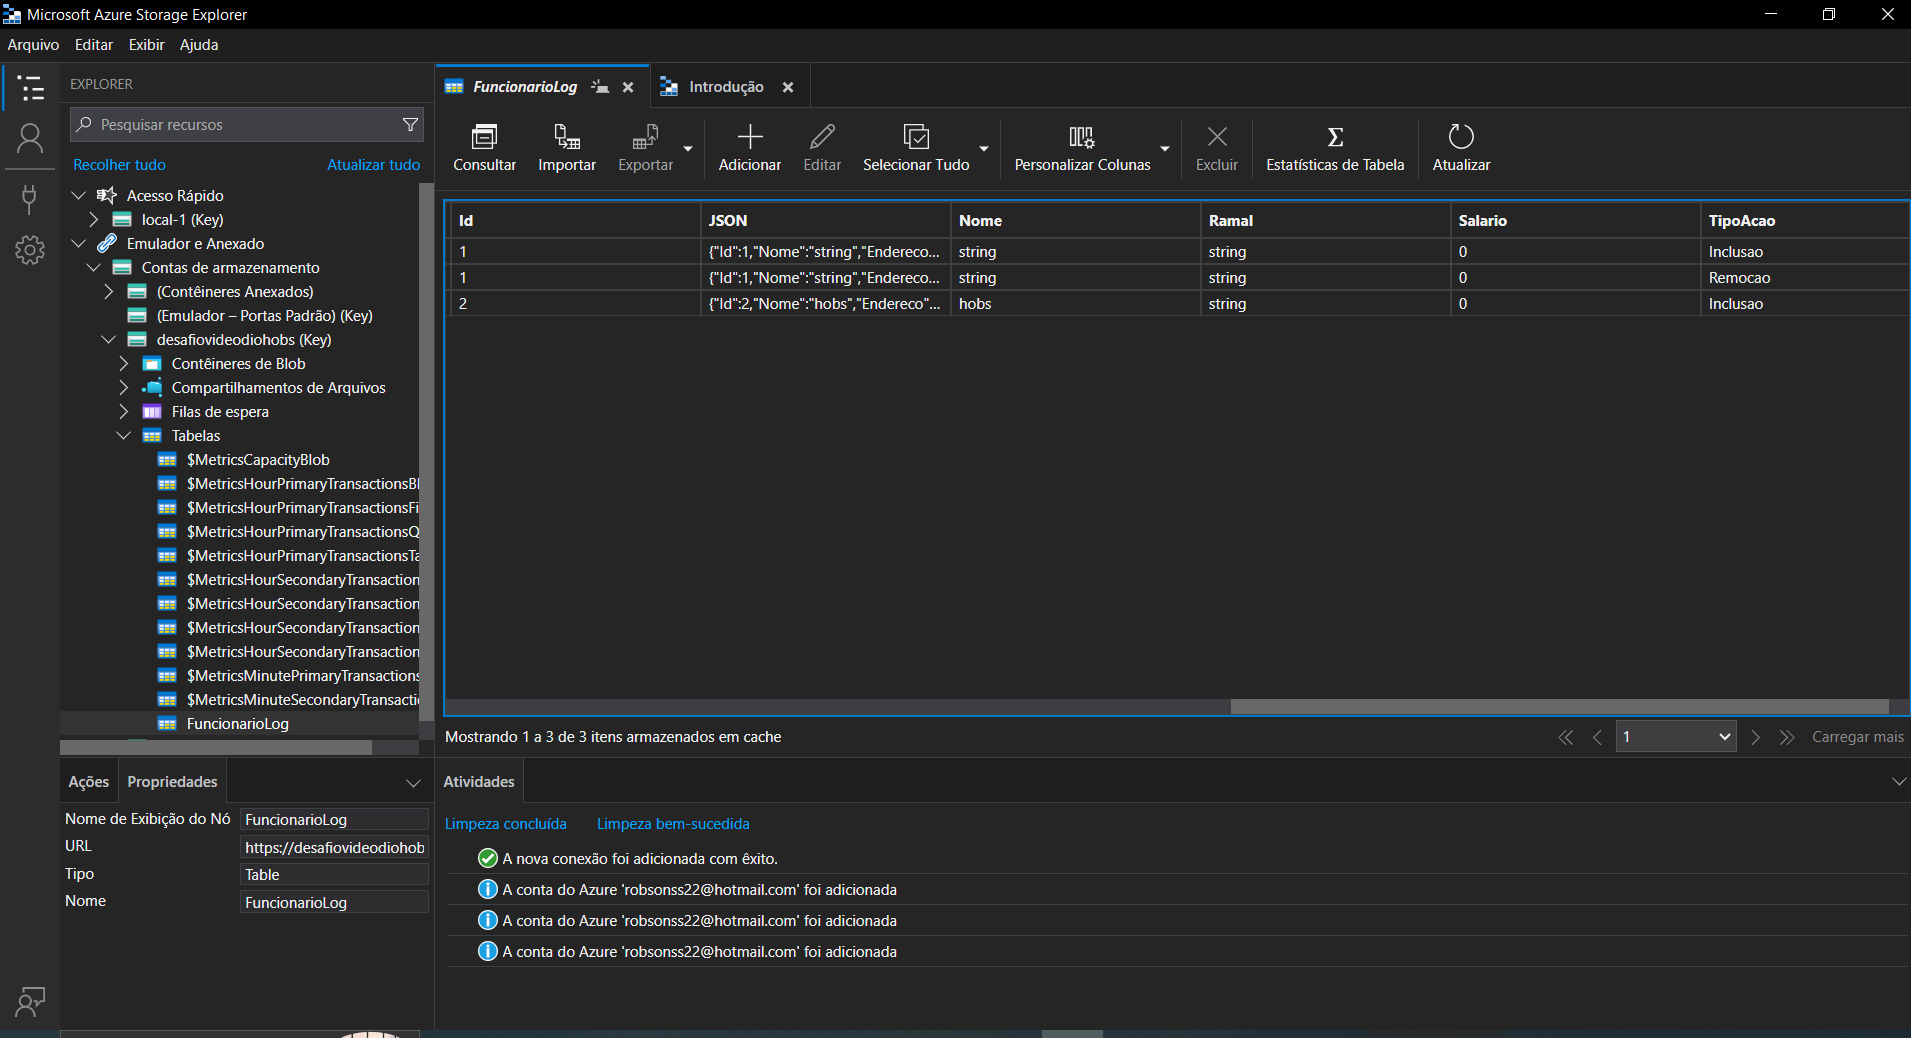 Microsoft Azure Storage Explorer
Arquivo Editar Exibir Ajuda
EXPLORER
Pesquisar recursos
Recolher tudo Atualizar tudo
Acesso Rápido
local-1 (Key)
Emulador e Anexado
Contas de armazenamento
(Contêineres Anexados)
(Emulador – Portas Padrão) (Key)
desafiovideodiohobs (Key)
Contêineres de Blob
Compartilhamentos de Arquivos
Filas de espera
Tabelas
$MetricsCapacityBlob
$MetricsHourPrimaryTransactionsBl
$MetricsHourPrimaryTransactionsFi
$MetricsHourPrimaryTransactionsQ
$MetricsHourPrimaryTransactionsTa
$MetricsHourSecondaryTransaction
$MetricsHourSecondaryTransaction
$MetricsHourSecondaryTransaction
$MetricsHourSecondaryTransaction
$MetricsMinutePrimaryTransactions
$MetricsMinuteSecondaryTransacti
FuncionarioLog
Ações Propriedades
Nome de Exibição do Nó FuncionarioLog
URL https://desafiovideodiohob
Tipo Table
Nome FuncionarioLog
FuncionarioLog Introdução
Consultar Importar Exportar Adicionar Editar Selecionar Tudo Personalizar Colunas Excluir Estatísticas de Tabela Atualizar
Id JSON Nome Ramal Salario TipoAcao
1 {"Id":1,"Nome":"string","Endereco... string string 0 Inclusao
1 {"Id":1,"Nome":"string","Endereco... string string 0 Remocao
2 {"Id":2,"Nome":"hobs","Endereco"... hobs string 0 Inclusao
Mostrando 1 a 3 de 3 itens armazenados em cache
1 Carregar mais
Atividades
Limpeza concluída Limpeza bem-sucedida
A nova conexão foi adicionada com êxito.
A conta do Azure 'robsonss22@hotmail.com' foi adicionada
A conta do Azure 'robsonss22@hotmail.com' foi adicionada
A conta do Azure 'robsonss22@hotmail.com' foi adicionada